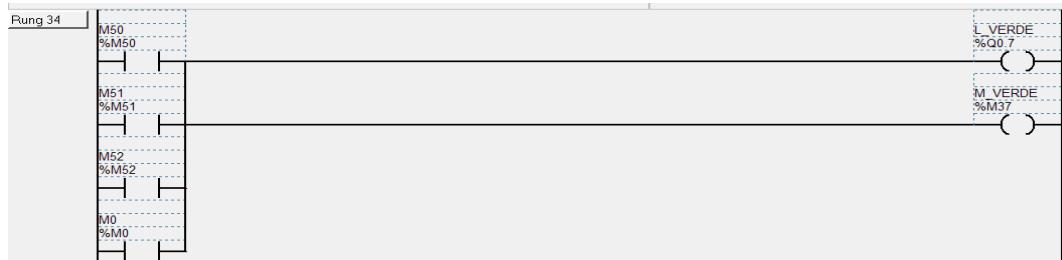 Rung 34
M50
%M50
L_VERDE
%Q0.7
M51
%M51
M_VERDE
%M37
M52
%M52
M0
%M0